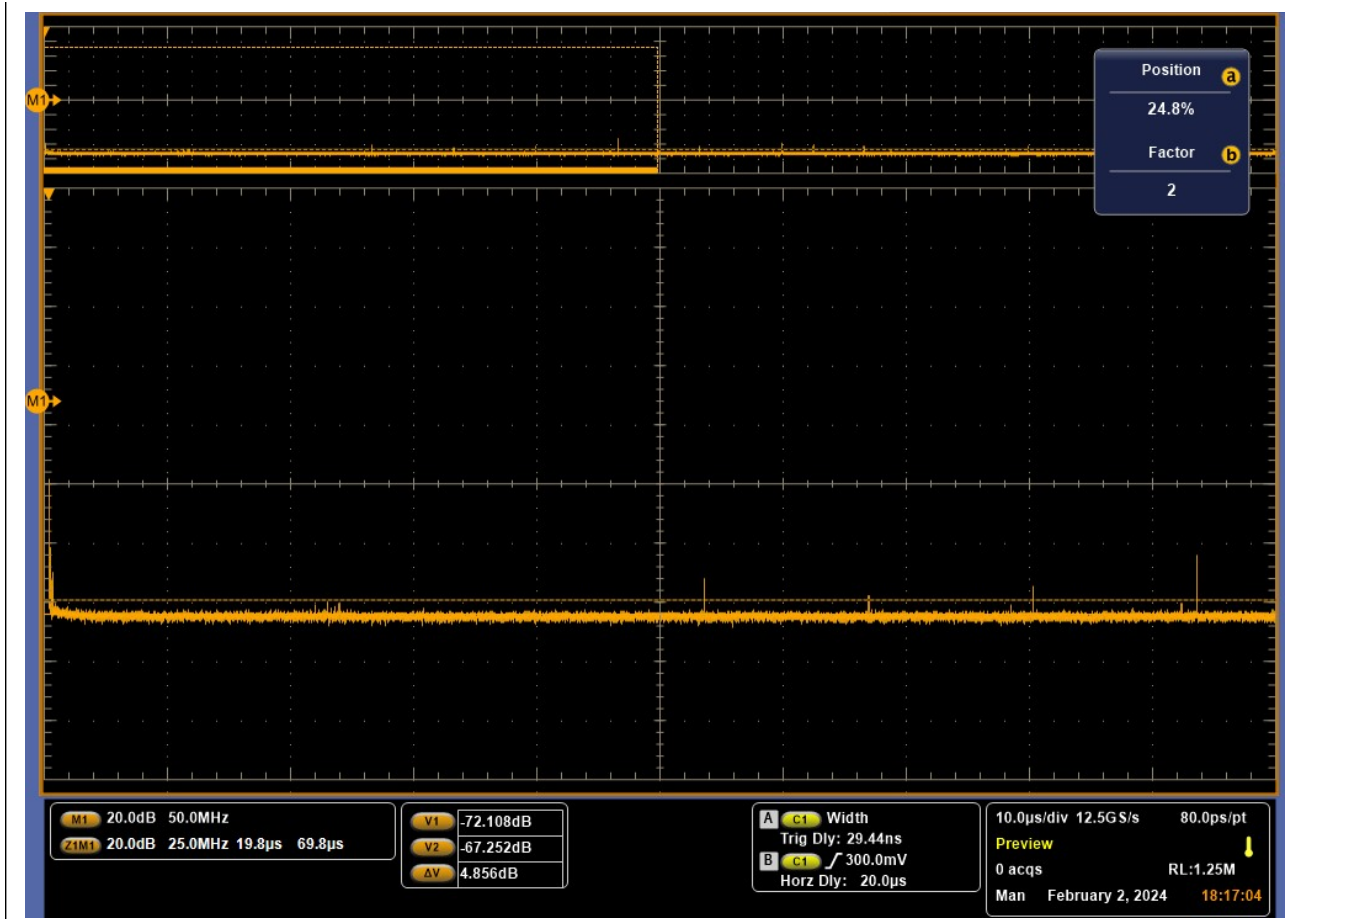 Position a
M1
24.8%
Factor b
2
M1
M1 20.0dB 50.0MHz
Z1M1 20.0dB 25.0MHz 19.8µs 69.8µs
V1 -72.108dB
V2 -67.252dB
ΔV 4.856dB
A C1 Width
Trig Dly: 29.44ns
B C1 300.0mV
Horz Dly: 20.0µs
10.0µs/div 12.5GS/s 80.0ps/pt
Preview
0 acqs RL:1.25M
Man February 2, 2024 18:17:04